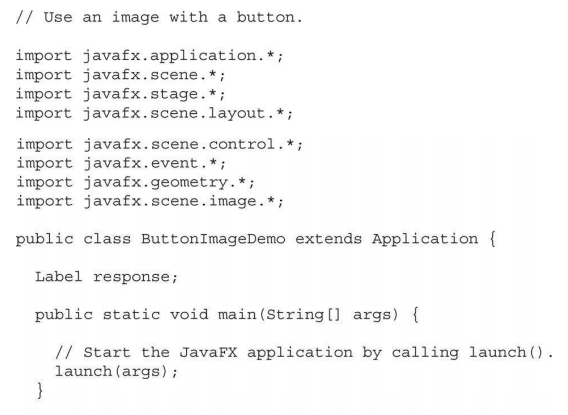 // Use an image with a button.
import javafx.application.*;
import javafx.scene.*;
import javafx.stage.*;
import javafx.scene.layout.*;
import javafx.scene.control.*;
import javafx.event.*;
import javafx.geometry.*;
import javafx.scene.image.*;
public class ButtonImageDemo extends Application {
Label response;
public static void main(String[] args) {
// Start the JavaFX application by calling launch().
launch(args);
}